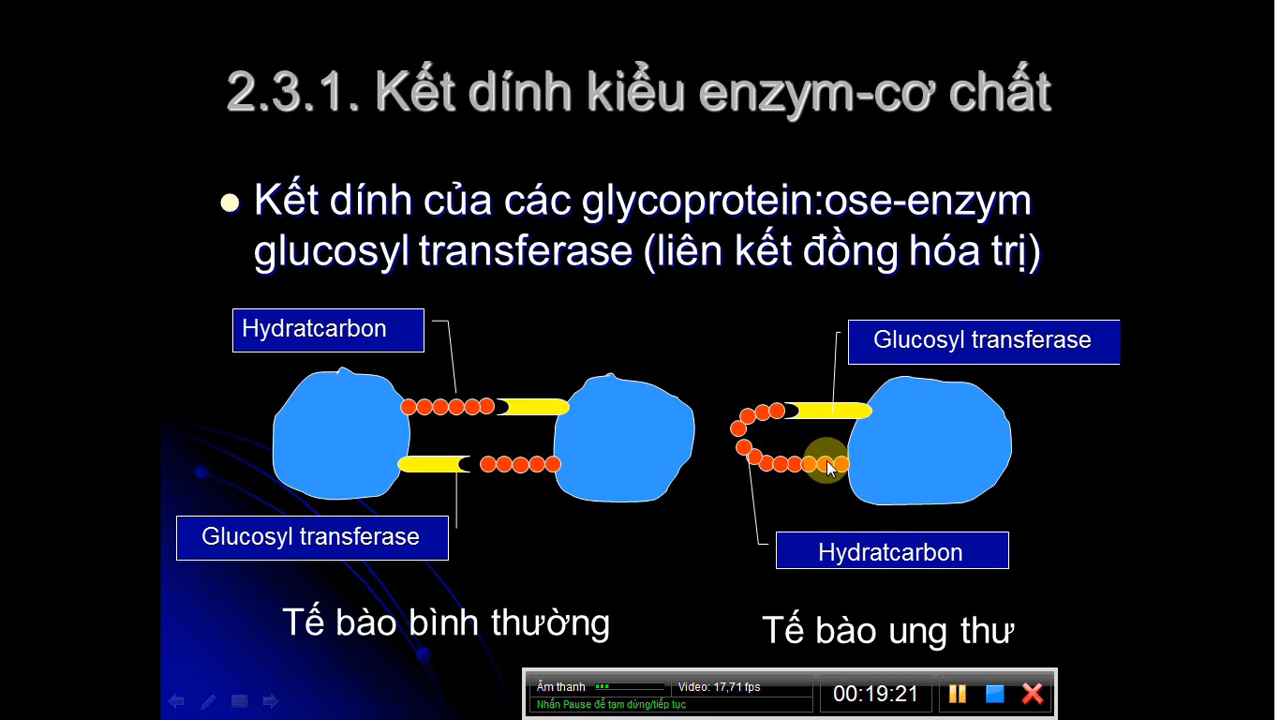 2.3.1. Kết dính kiểu enzym-cơ chất
Kết dính của các glycoprotein:ose-enzym
glucosyl transferase (liên kết đồng hóa trị)
Hydratcarbon
Glucosyl transferase
Glucosyl transferase
Hydratcarbon
Tế bào bình thường
Tế bào ung thư
Âm thanh
Video: 17,71 fps
00:19:21
Nhấn Pause để tạm dừng/tiếp tục